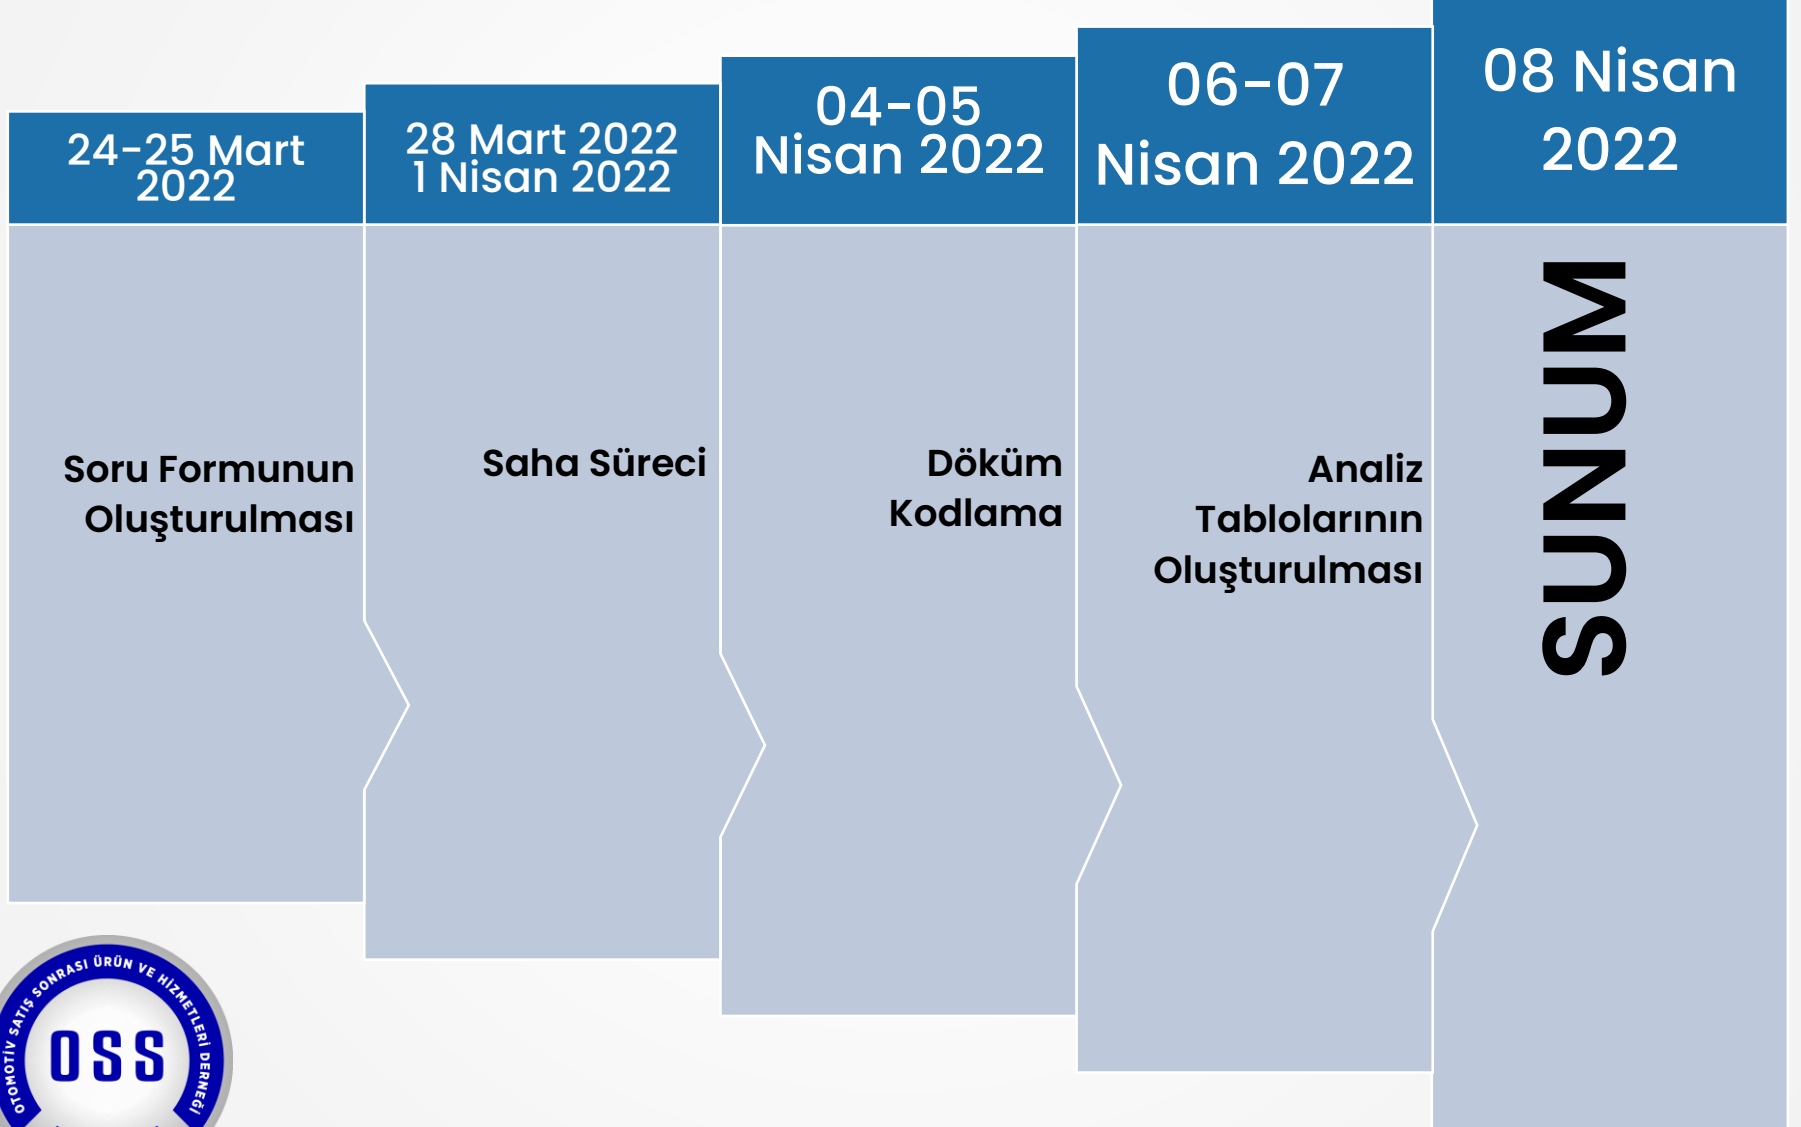 24-25 Mart
2022
28 Mart 2022
1 Nisan 2022
04-05
Nisan 2022
06-07
Nisan 2022
08 Nisan
2022
Soru Formunun
Oluşturulması
Saha Süreci
Döküm
Kodlama
Analiz
Tablolarının
Oluşturulması
SUNUM
OTOMOTİV SATIŞ SONRASI ÜRÜN VE HİZMETLERİ DERNEĞİ
OSS